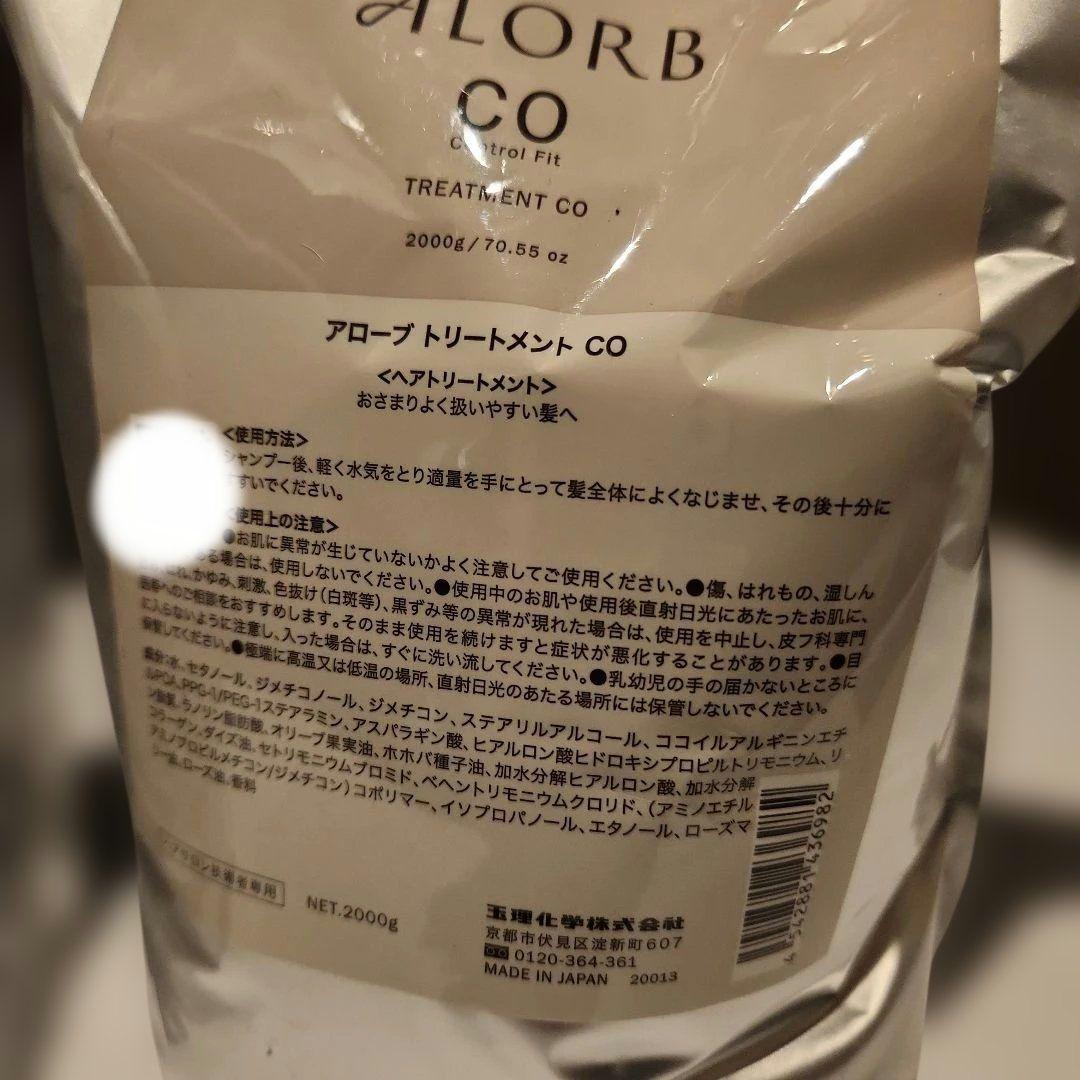 ALORB
CO
Control Fit
TREATMENT CO
2000g / 70.55 oz
アローブ トリートメント CO
<ヘアトリートメント>
おさまりよく扱いやすい髪へ
<使用方法>
シャンプー後、軽く水気をとり適量を手にとって髪全体によくなじませ、その後十分に
すすいでください。
<使用上の注意>
●お肌に異常が生じていないかよく注意してご使用ください。●傷、はれもの、湿しん
ある場合は、使用しないでください。●使用中のお肌や使用後直射日光にあたったお肌に、
はれ、かゆみ、刺激、色抜け(白斑等)、黒ずみ等の異常が現れた場合は、使用を中止し、皮フ科専門
医等へのご相談をおすすめします。そのまま使用を続けますと症状が悪化することがあります。●目
に入らないように注意し、入った場合は、すぐに洗い流してください。●乳幼児の手の届かないところに
保管してください。●極端に高温又は低温の場所、直射日光のあたる場所には保管しないでください。
成分:水、セタノール、ジメチコノール、ジメチコン、ステアリルアルコール、ココイルアルギニンエチ
ルPCA、PPG-1/PEG-1ステアラミン、アスパラギン酸、ヒアルロン酸ヒドロキシプロピルトリモニウム、リ
ン脂質、ラノリン脂肪酸、オリーブ果実油、ホホバ種子油、加水分解ヒアルロン酸、加水分解
コラーゲン、ダイズ油、セトリモニウムブロミド、ベヘントリモニウムクロリド、(アミノエチル
アミノプロピルメチコン/ジメチコン)コポリマー、イソプロパノール、エタノール、ローズマ
リー油、ローズ油、香料
ヘアサロン技術者専用
NET.2000g
玉理化学株式会社
京都市伏見区淀新町607
0120-364-361
MADE IN JAPAN 20013
4 542881 436982